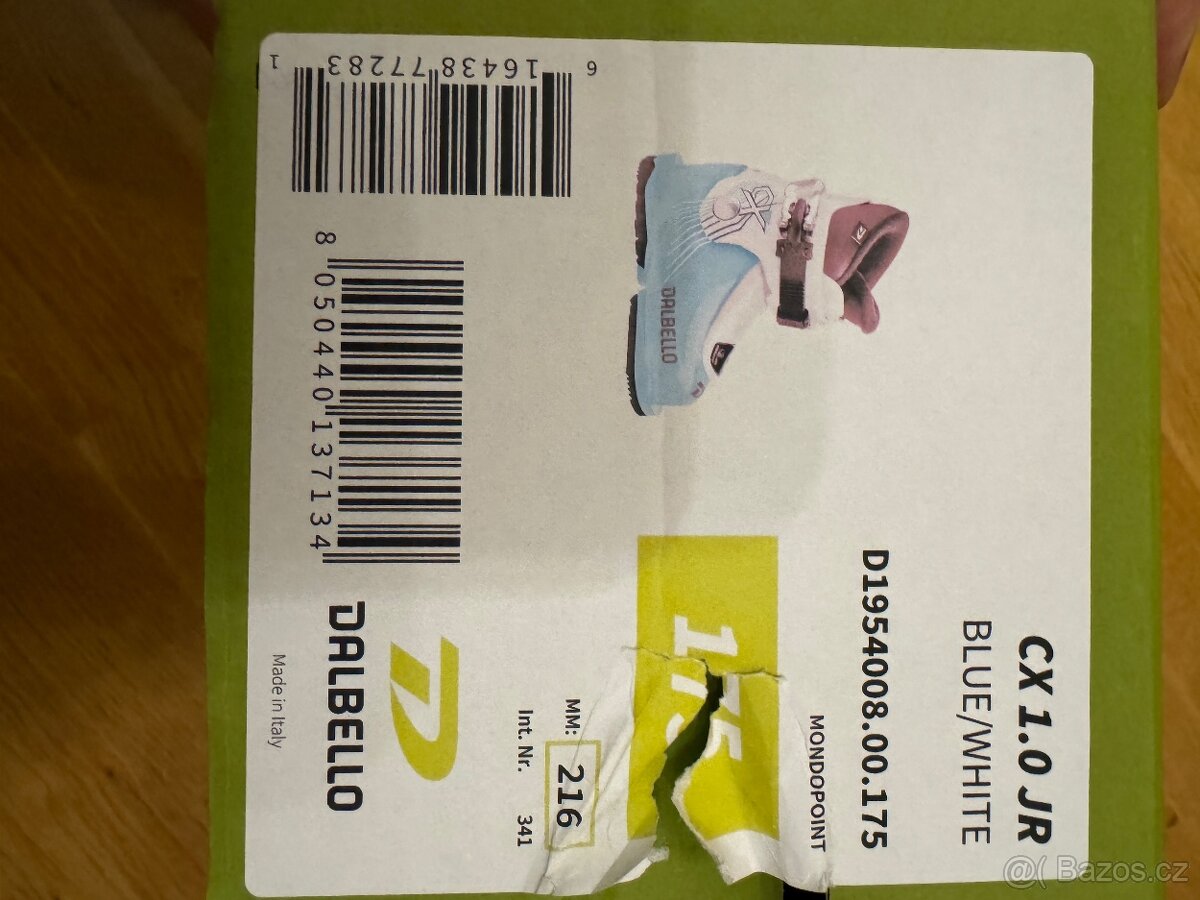 CX 1.0 JR
BLUE/WHITE
D1954008.00.175
MONDOPOINT
175
MM: 216
Int. Nr. 341
DALBELLO
CX
6 16438 77283 1
8 050440 137134
DALBELLO
Made in Italy
@( Bazos.cz